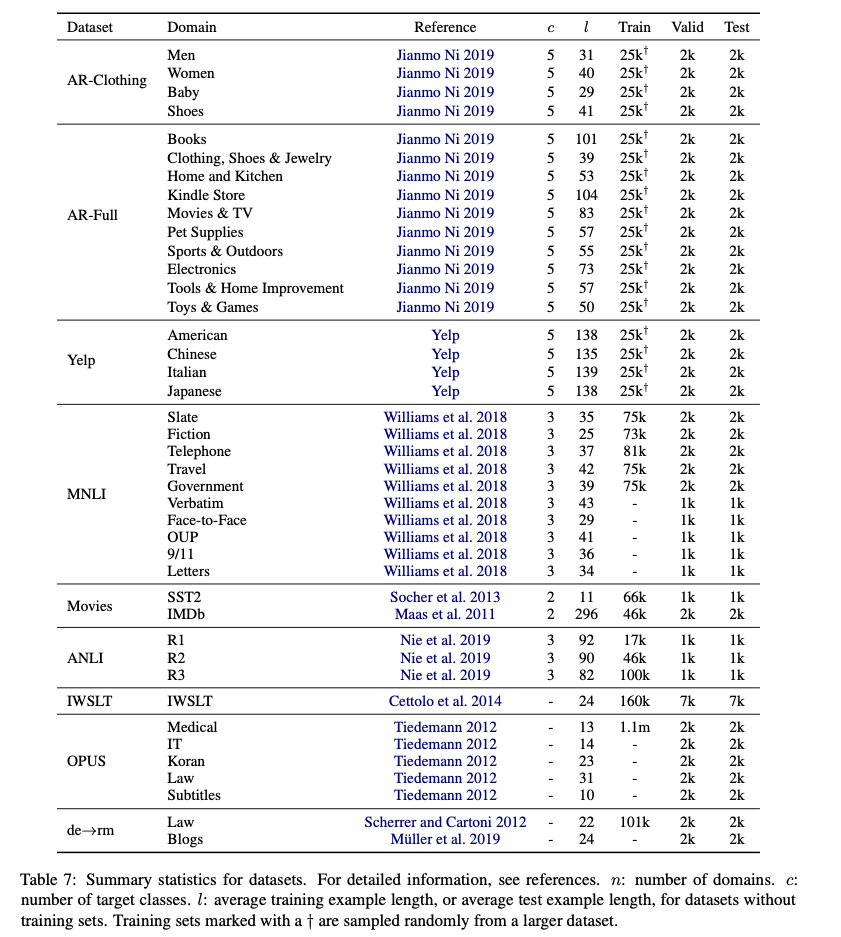 Dataset Domain Reference c l Train Valid Test
AR-Clothing
Men Jianmo Ni 2019 5 31 25k† 2k 2k
Women Jianmo Ni 2019 5 40 25k† 2k 2k
Baby Jianmo Ni 2019 5 29 25k† 2k 2k
Shoes Jianmo Ni 2019 5 41 25k† 2k 2k
AR-Full
Books Jianmo Ni 2019 5 101 25k† 2k 2k
Clothing, Shoes & Jewelry Jianmo Ni 2019 5 39 25k† 2k 2k
Home and Kitchen Jianmo Ni 2019 5 53 25k† 2k 2k
Kindle Store Jianmo Ni 2019 5 104 25k† 2k 2k
Movies & TV Jianmo Ni 2019 5 83 25k† 2k 2k
Pet Supplies Jianmo Ni 2019 5 57 25k† 2k 2k
Sports & Outdoors Jianmo Ni 2019 5 55 25k† 2k 2k
Electronics Jianmo Ni 2019 5 73 25k† 2k 2k
Tools & Home Improvement Jianmo Ni 2019 5 57 25k† 2k 2k
Toys & Games Jianmo Ni 2019 5 50 25k† 2k 2k
Yelp
American Yelp 5 138 25k† 2k 2k
Chinese Yelp 5 135 25k† 2k 2k
Italian Yelp 5 139 25k† 2k 2k
Japanese Yelp 5 138 25k† 2k 2k
MNLI
Slate Williams et al. 2018 3 35 75k 2k 2k
Fiction Williams et al. 2018 3 25 73k 2k 2k
Telephone Williams et al. 2018 3 37 81k 2k 2k
Travel Williams et al. 2018 3 42 75k 2k 2k
Government Williams et al. 2018 3 39 75k 2k 2k
Verbatim Williams et al. 2018 3 43 - 1k 1k
Face-to-Face Williams et al. 2018 3 29 - 1k 1k
OUP Williams et al. 2018 3 41 - 1k 1k
9/11 Williams et al. 2018 3 36 - 1k 1k
Letters Williams et al. 2018 3 34 - 1k 1k
Movies
SST2 Socher et al. 2013 2 11 66k 1k 1k
IMDb Maas et al. 2011 2 296 46k 2k 2k
ANLI
R1 Nie et al. 2019 3 92 17k 1k 1k
R2 Nie et al. 2019 3 90 46k 1k 1k
R3 Nie et al. 2019 3 82 100k 1k 1k
IWSLT IWSLT Cettolo et al. 2014 - 24 160k 7k 7k
OPUS
Medical Tiedemann 2012 - 13 1.1m 2k 2k
IT Tiedemann 2012 - 14 - 2k 2k
Koran Tiedemann 2012 - 23 - 2k 2k
Law Tiedemann 2012 - 31 - 2k 2k
Subtitles Tiedemann 2012 - 10 - 2k 2k
de→rm
Law Scherrer and Cartoni 2012 - 22 101k 2k 2k
Blogs Müller et al. 2019 - 24 - 2k 2k
Table 7: Summary statistics for datasets. For detailed information, see references. n: number of domains. c:
number of target classes. l: average training example length, or average test example length, for datasets without
training sets. Training sets marked with a † are sampled randomly from a larger dataset.